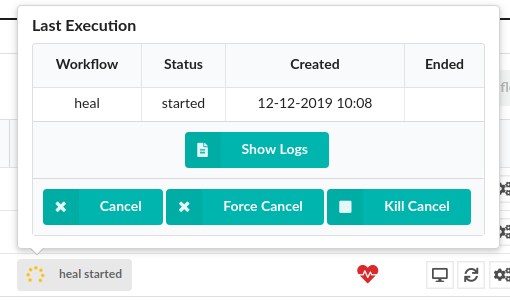 Last Execution
Workflow Status Created Ended
heal started 12-12-2019 10:08
Show Logs
Cancel Force Cancel Kill Cancel
heal started